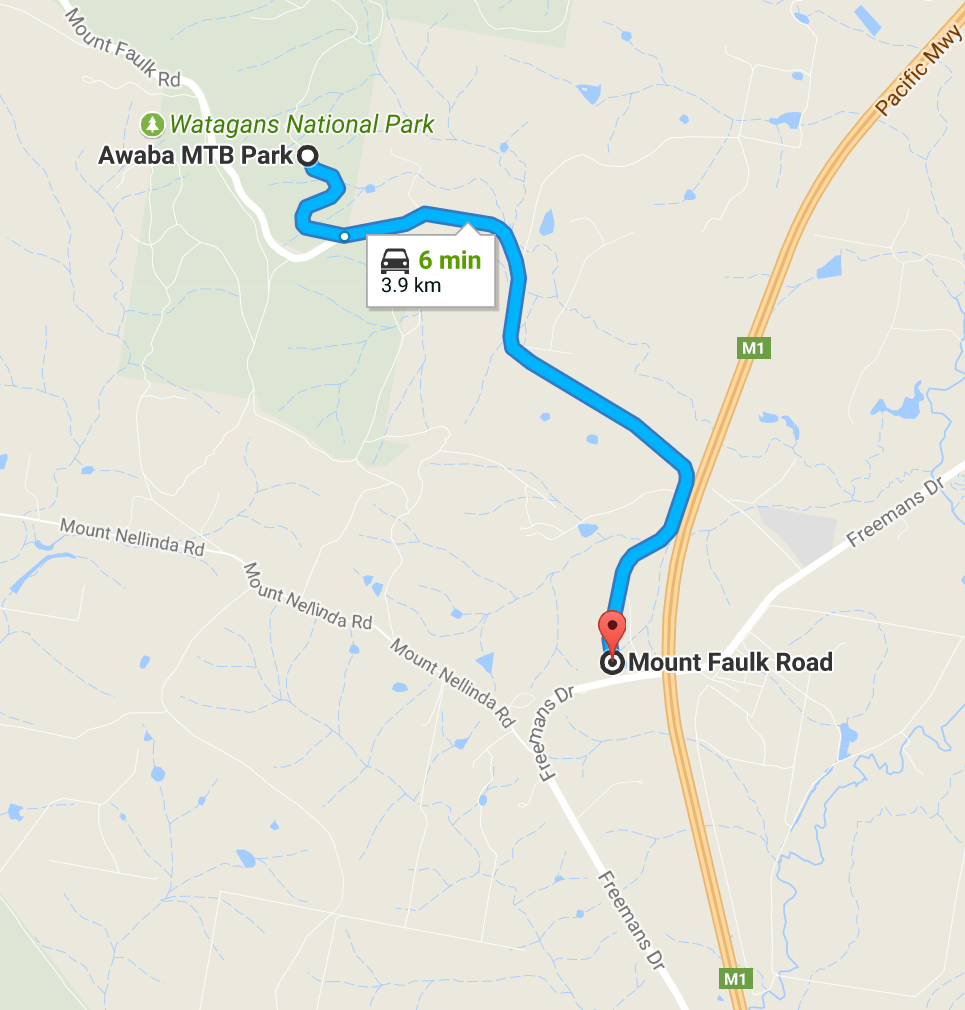 Mount Faulk Rd
Pacific Mwy
Watagans National Park
Awaba MTB Park
6 min
3.9 km
M1
Freemans Dr
Mount Nellinda Rd
Mount Nellinda Rd
Mount Nellinda Rd
Mount Faulk Road
Freemans Dr
Freemans Dr
M1